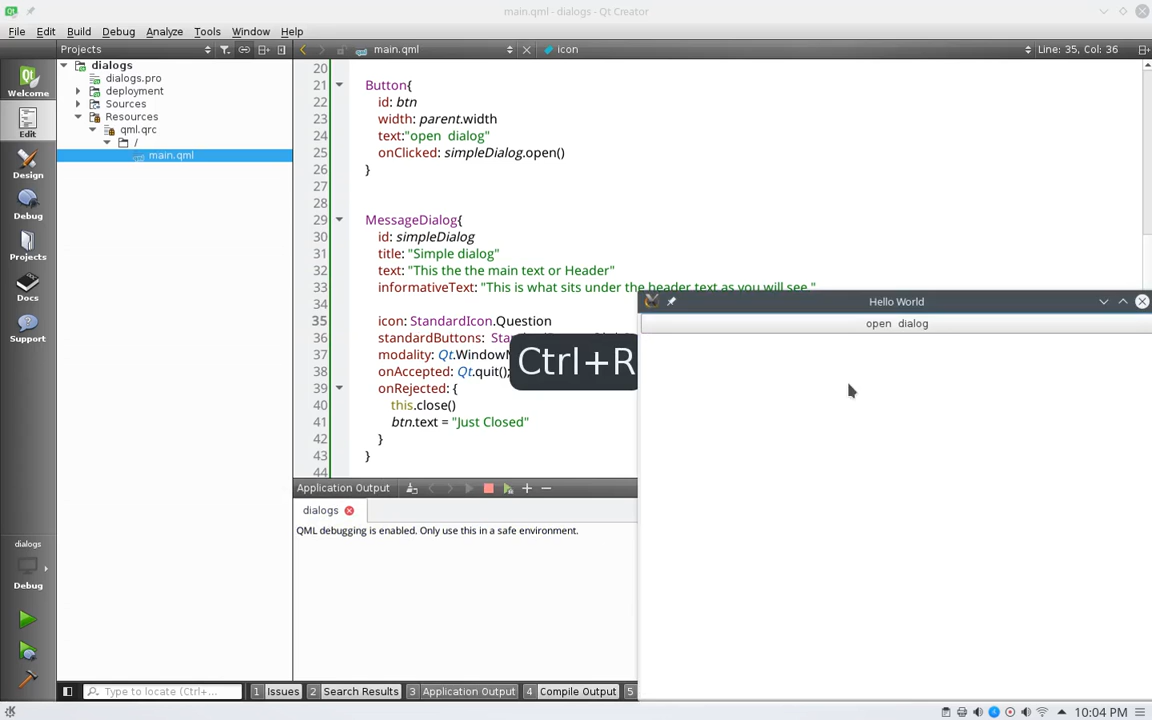 main.qml - dialogs - Qt Creator
File Edit Build Debug Analyze Tools Window Help
Projects
main.qml
icon
Line: 35, Col: 36
Welcome
Edit
Design
Debug
Projects
Docs
Support
dialogs
Debug
dialogs
dialogs.pro
deployment
Sources
Resources
qml.qrc
/
main.qml
20
21 Button{
22 id: btn
23 width: parent.width
24 text:"open dialog"
25 onClicked: simpleDialog.open()
26 }
27
28
29 MessageDialog{
30 id: simpleDialog
31 title: "Simple dialog"
32 text: "This the the main text or Header"
33 informativeText: "This is what sits under the header text as you will see."
34
35 icon: StandardIcon.Question
36 standardButtons:
37 modality: Qt.WindowM
38 onAccepted: Qt.quit();
39 onRejected: {
40 this.close()
41 btn.text = "Just Closed"
42 }
43 }
44
Ctrl+R
Hello World
open dialog
Application Output
dialogs
QML debugging is enabled. Only use this in a safe environment.
Type to locate (Ctrl+...
1 Issues 2 Search Results 3 Application Output 4 Compile Output 5
10:04 PM